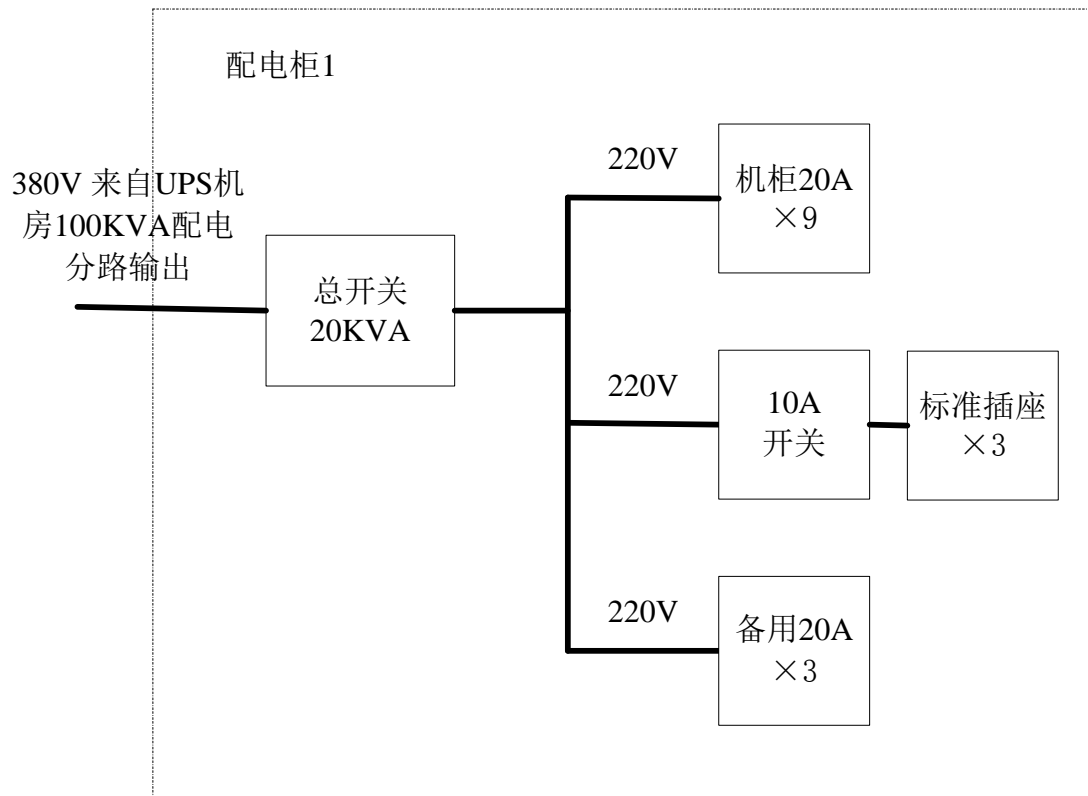 配电柜1
380V 来自UPS机
房100KVA配电
分路输出
总开关
20KVA
220V
机柜20A
×9
220V
10A
开关
标准插座
×3
220V
备用20A
×3